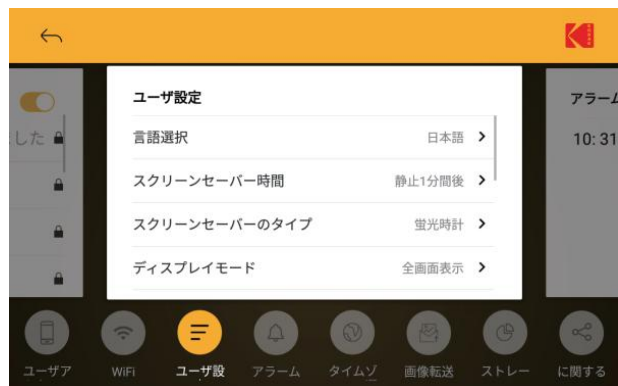 ユーザ設定
言語選択 日本語
スクリーンセーバー時間 静止1分間後
スクリーンセーバーのタイプ 蛍光時計
ディスプレイモード 全画面表示
した
アラーム
10:31
ユーザア WiFi ユーザ設 アラーム タイムゾ 画像転送 ストレー に関する